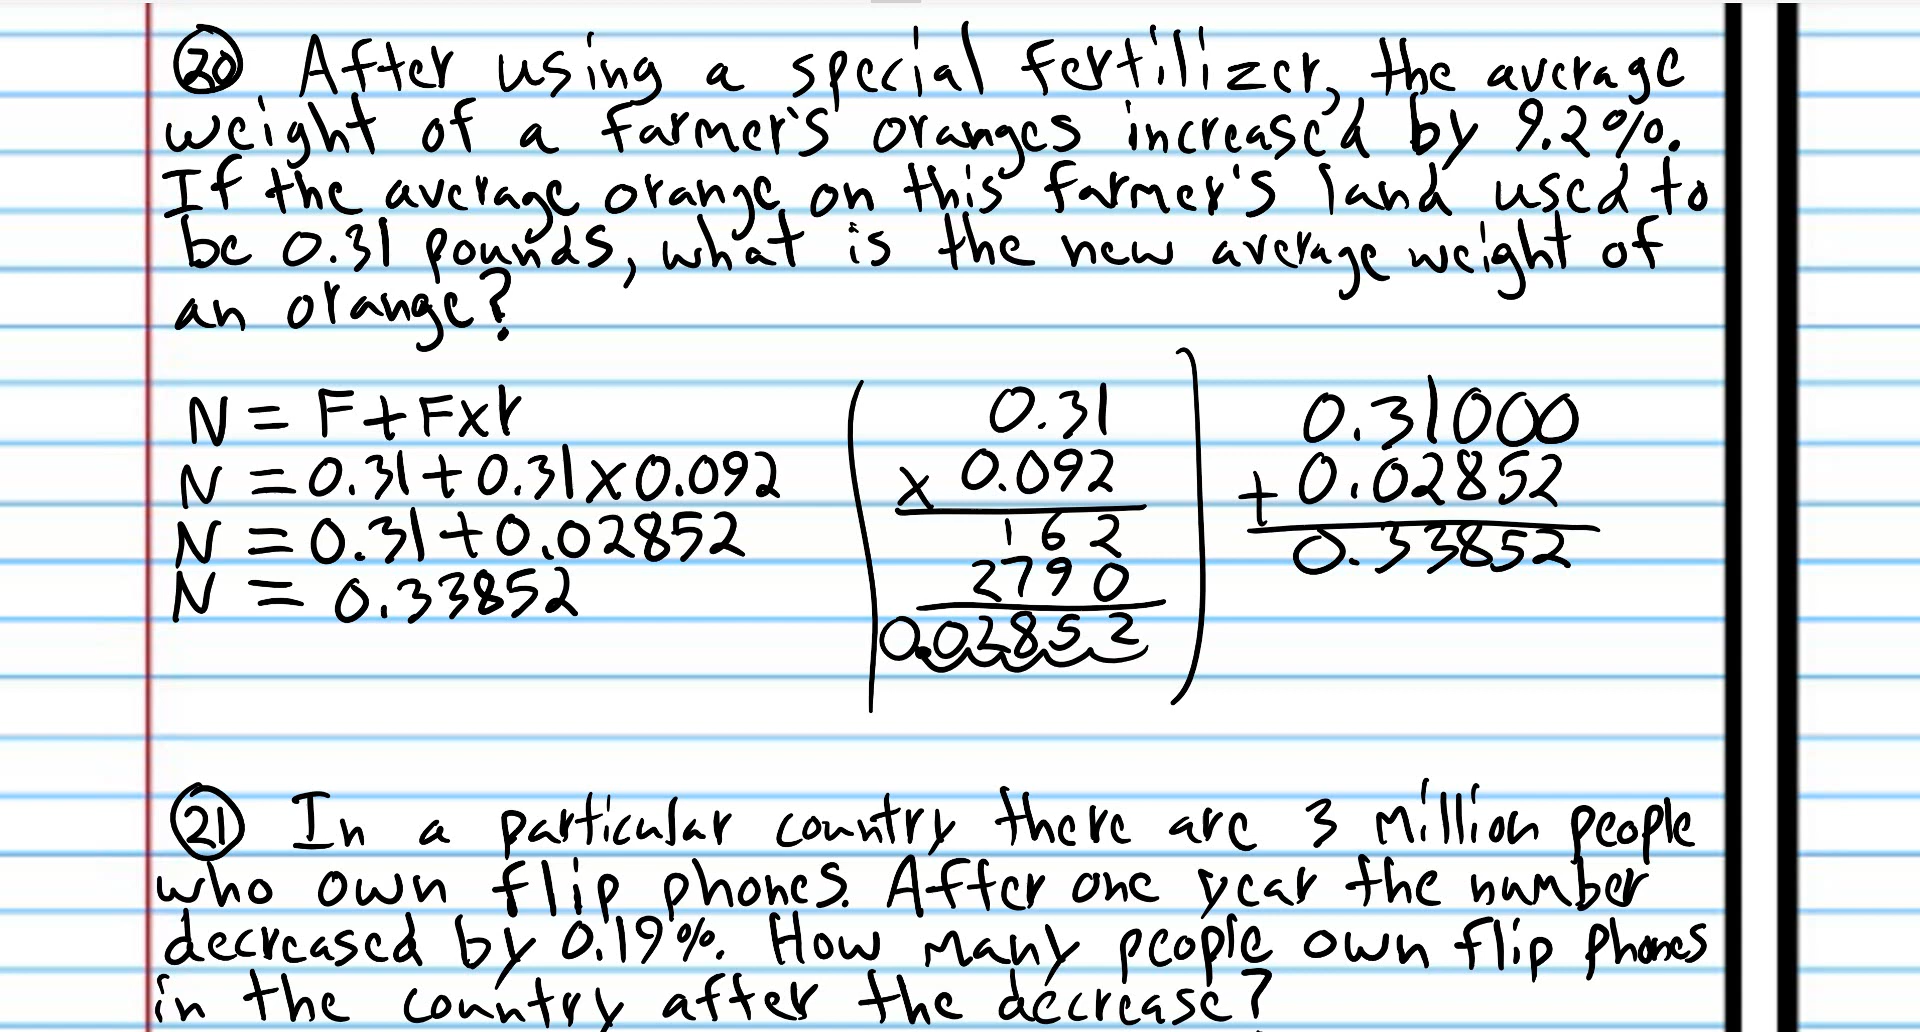 20 After using a special fertilizer, the average
weight of a farmer's oranges increased by 9.2%.
If the average orange on this farmer's land used to
be 0.31 pounds, what is the new average weight of
an orange?
N = F + F x r
N = 0.31 + 0.31 x 0.092
N = 0.31 + 0.02852
N = 0.33852
0.31
x 0.092
162
2790
0.02852
0.31000
+ 0.02852
0.33852
21 In a particular country there are 3 million people
who own flip phones. After one year the number
decreased by 0.19%. How many people own flip phones
in the country after the decrease?